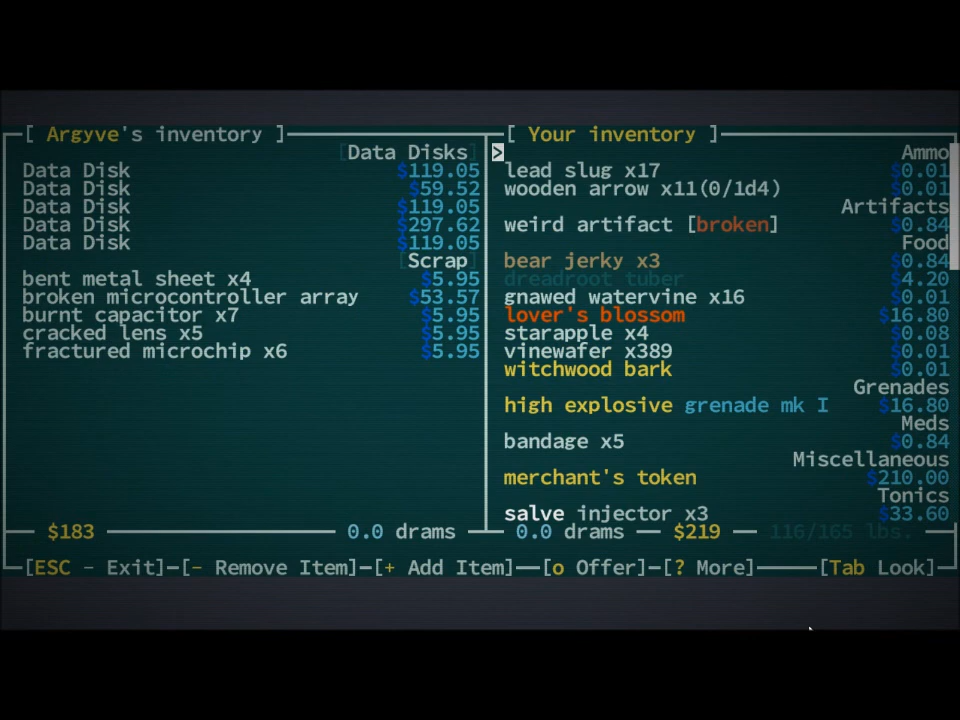 [ Argyve's inventory ]
[Data Disks]
Data Disk $119.05
Data Disk $59.52
Data Disk $119.05
Data Disk $297.62
Data Disk $119.05
[Scrap]
bent metal sheet x4 $5.95
broken microcontroller array $53.57
burnt capacitor x7 $5.95
cracked lens x5 $5.95
fractured microchip x6 $5.95
$183 0.0 drams
[ Your inventory ]
> Ammo
lead slug x17 $0.01
wooden arrow x11(0/1d4) $0.01
Artifacts
weird artifact [broken] $0.84
Food
bear jerky x3 $0.84
dreadroot tuber $4.20
gnawed watervine x16 $0.01
lover's blossom $16.80
starapple x4 $0.08
vinewafer x389 $0.01
witchwood bark $0.01
Grenades
high explosive grenade mk I $16.80
Meds
bandage x5 $0.84
Miscellaneous
merchant's token $210.00
Tonics
salve injector x3 $33.60
0.0 drams $219 116/165 lbs.
[ESC - Exit]-[- Remove Item]-[+ Add Item]-[o Offer]-[? More] [Tab Look]